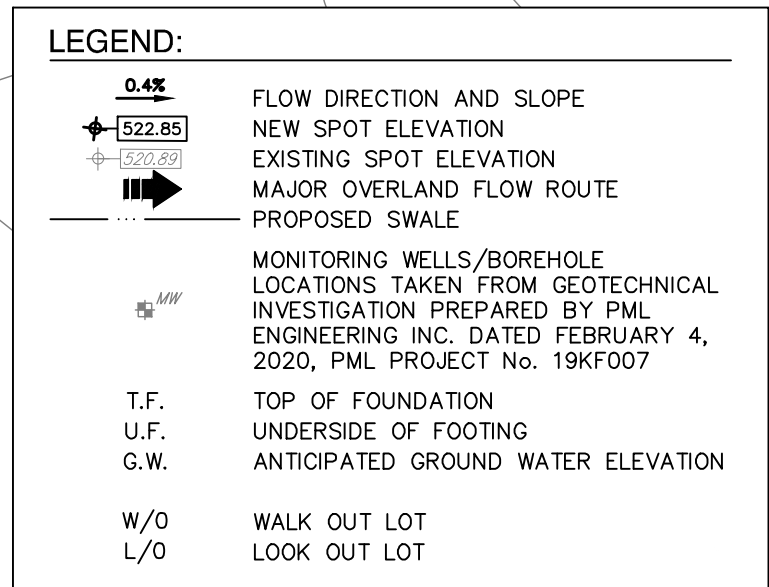 LEGEND:
0.4% FLOW DIRECTION AND SLOPE
522.85 NEW SPOT ELEVATION
520.89 EXISTING SPOT ELEVATION
MAJOR OVERLAND FLOW ROUTE
PROPOSED SWALE
MONITORING WELLS/BOREHOLE
LOCATIONS TAKEN FROM GEOTECHNICAL
MW INVESTIGATION PREPARED BY PML
ENGINEERING INC. DATED FEBRUARY 4,
2020, PML PROJECT No. 19KF007
T.F. TOP OF FOUNDATION
U.F. UNDERSIDE OF FOOTING
G.W. ANTICIPATED GROUND WATER ELEVATION
W/O WALK OUT LOT
L/O LOOK OUT LOT